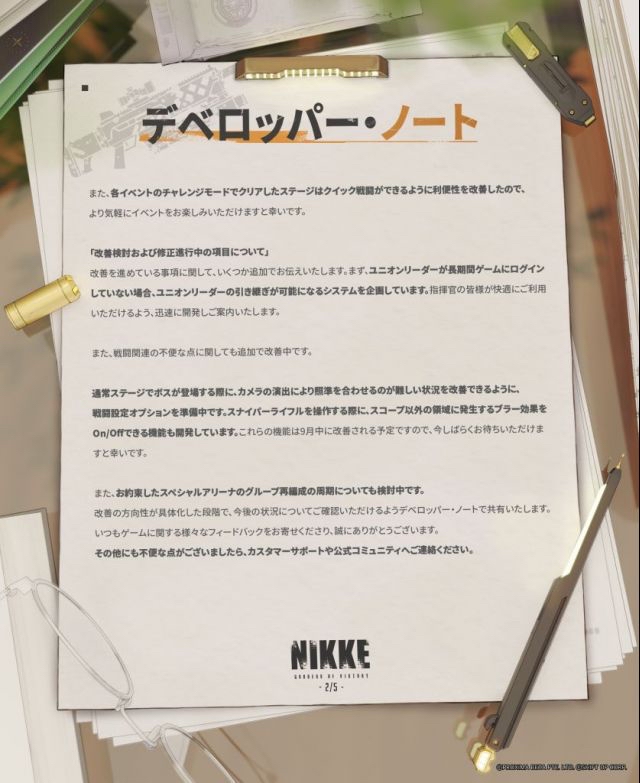 デベロッパー・ノート
また、各イベントのチャレンジモードでクリアしたステージはクイック戦闘ができるように利便性を改善したので、
より気軽にイベントをお楽しみいただけますと幸いです。
「改善検討および修正進行中の項目について」
改善を進めている事項に関して、いくつか追加でお伝えいたします。まず、ユニオンリーダーが長期間ゲームにログイン
していない場合、ユニオンリーダーの引き継ぎが可能になるシステムを企画しています。指揮官の皆様が快適にご利用
いただけるよう、迅速に開発しご案内いたします。
また、戦闘関連の不便な点に関しても追加で改善中です。
通常ステージでボスが登場する際に、カメラの演出により照準を合わせるのが難しい状況を改善できるように、
戦闘設定オプションを準備中です。スナイパーライフルを操作する際に、スコープ以外の領域に発生するブラー効果を
On/Offできる機能も開発しています。これらの機能は9月中に改善される予定ですので、今しばらくお待ちいただけま
すと幸いです。
また、お約束したスペシャルアリーナのグループ再編成の周期についても検討中です。
改善の方向性が具体化した段階で、今後の状況についてご確認いただけるようデベロッパー・ノートで共有いたします。
いつもゲームに関する様々なフィードバックをお寄せくださり、誠にありがとうございます。
その他にも不便な点がございましたら、カスタマーサポートや公式コミュニティへご連絡ください。
NIKKE
GODDESS OF VICTORY
- 2/5 -
©PROXIMA BETA PTE. LTD. ©SHIFT UP CORP.